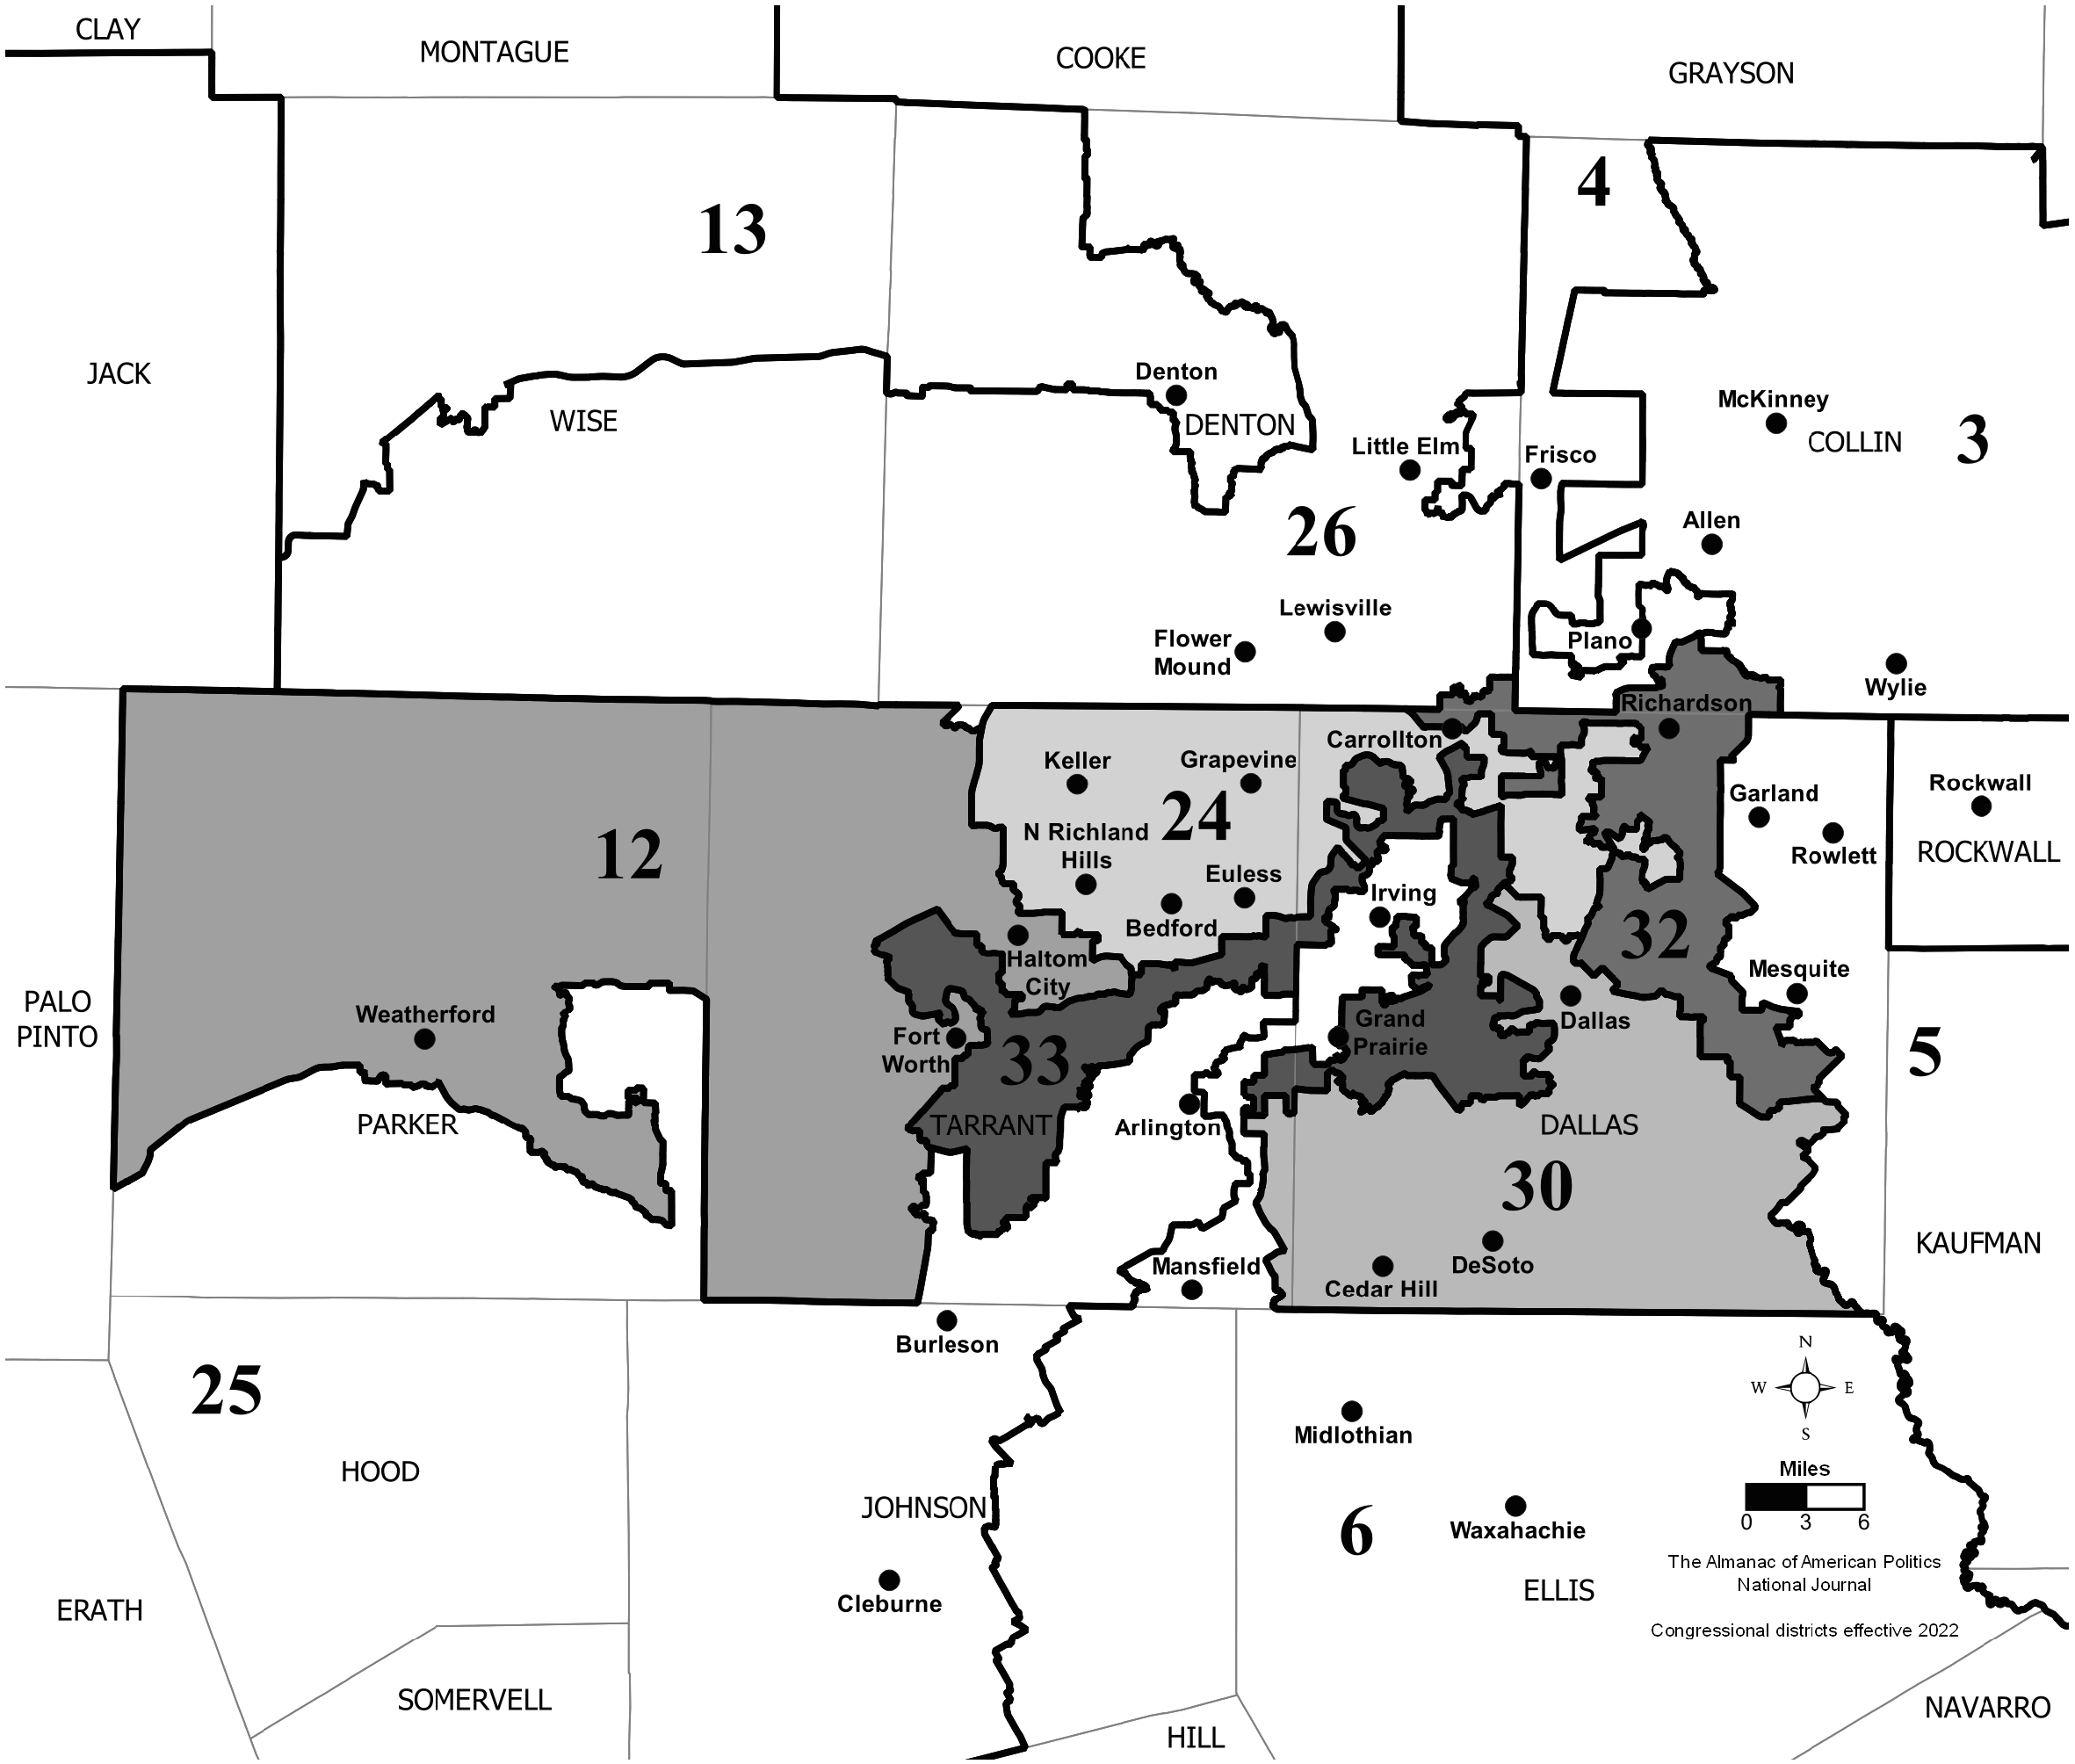 CLAY
MONTAGUE
COOKE
GRAYSON
4
13
JACK
WISE
Denton
DENTON
McKinney
COLLIN
3
Little Elm
Frisco
26
Allen
Lewisville
Flower
Mound
Plano
Wylie
Richardson
Carrollton
Keller
Grapevine
24
Garland
Rockwall
ROCKWALL
Rowlett
12
N Richland
Hills
Euless
Bedford
Irving
32
Haltom
City
Mesquite
PALO
PINTO
Weatherford
Fort
Worth
33
Grand
Prairie
Dallas
5
PARKER
TARRANT
Arlington
DALLAS
30
KAUFMAN
Mansfield
Cedar Hill
DeSoto
Burleson
25
N
W
E
S
Midlothian
HOOD
Miles
0
3
6
JOHNSON
6
Waxahachie
The Almanac of American Politics
National Journal
Cleburne
ELLIS
ERATH
Congressional districts effective 2022
SOMERVELL
HILL
NAVARRO